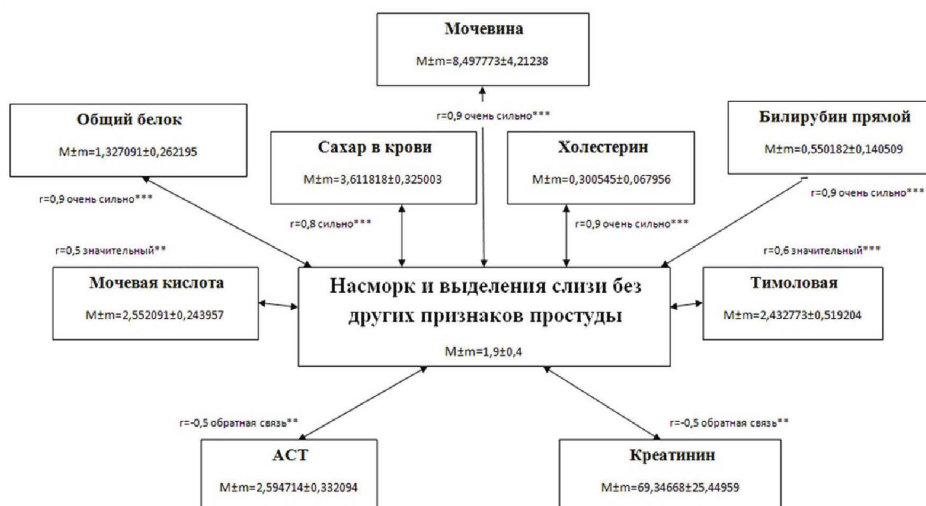 Мочевина
M±m=8,497773±4,21238
Общий белок
M±m=1,327091±0,262195
r=0,9 очень сильно***
Сахар в крови
M±m=3,611818±0,325003
Холестерин
M±m=0,300545±0,067956
Билирубин прямой
M±m=0,550182±0,140509
r=0,9 очень сильно***
r=0,8 сильно***
r=0,9 очень сильно***
r=0,9 очень сильно***
r=0,5 значительный**
r=0,6 значительный***
Мочевая кислота
M±m=2,552091±0,243957
Насморк и выделения слизи без
других признаков простуды
M±m=1,9±0,4
Тимоловая
M±m=2,432773±0,519204
r=-0,5 обратная связь**
r=-0,5 обратная связь**
АСТ
M±m=2,594714±0,332094
Креатинин
M±m=69,34668±25,44959